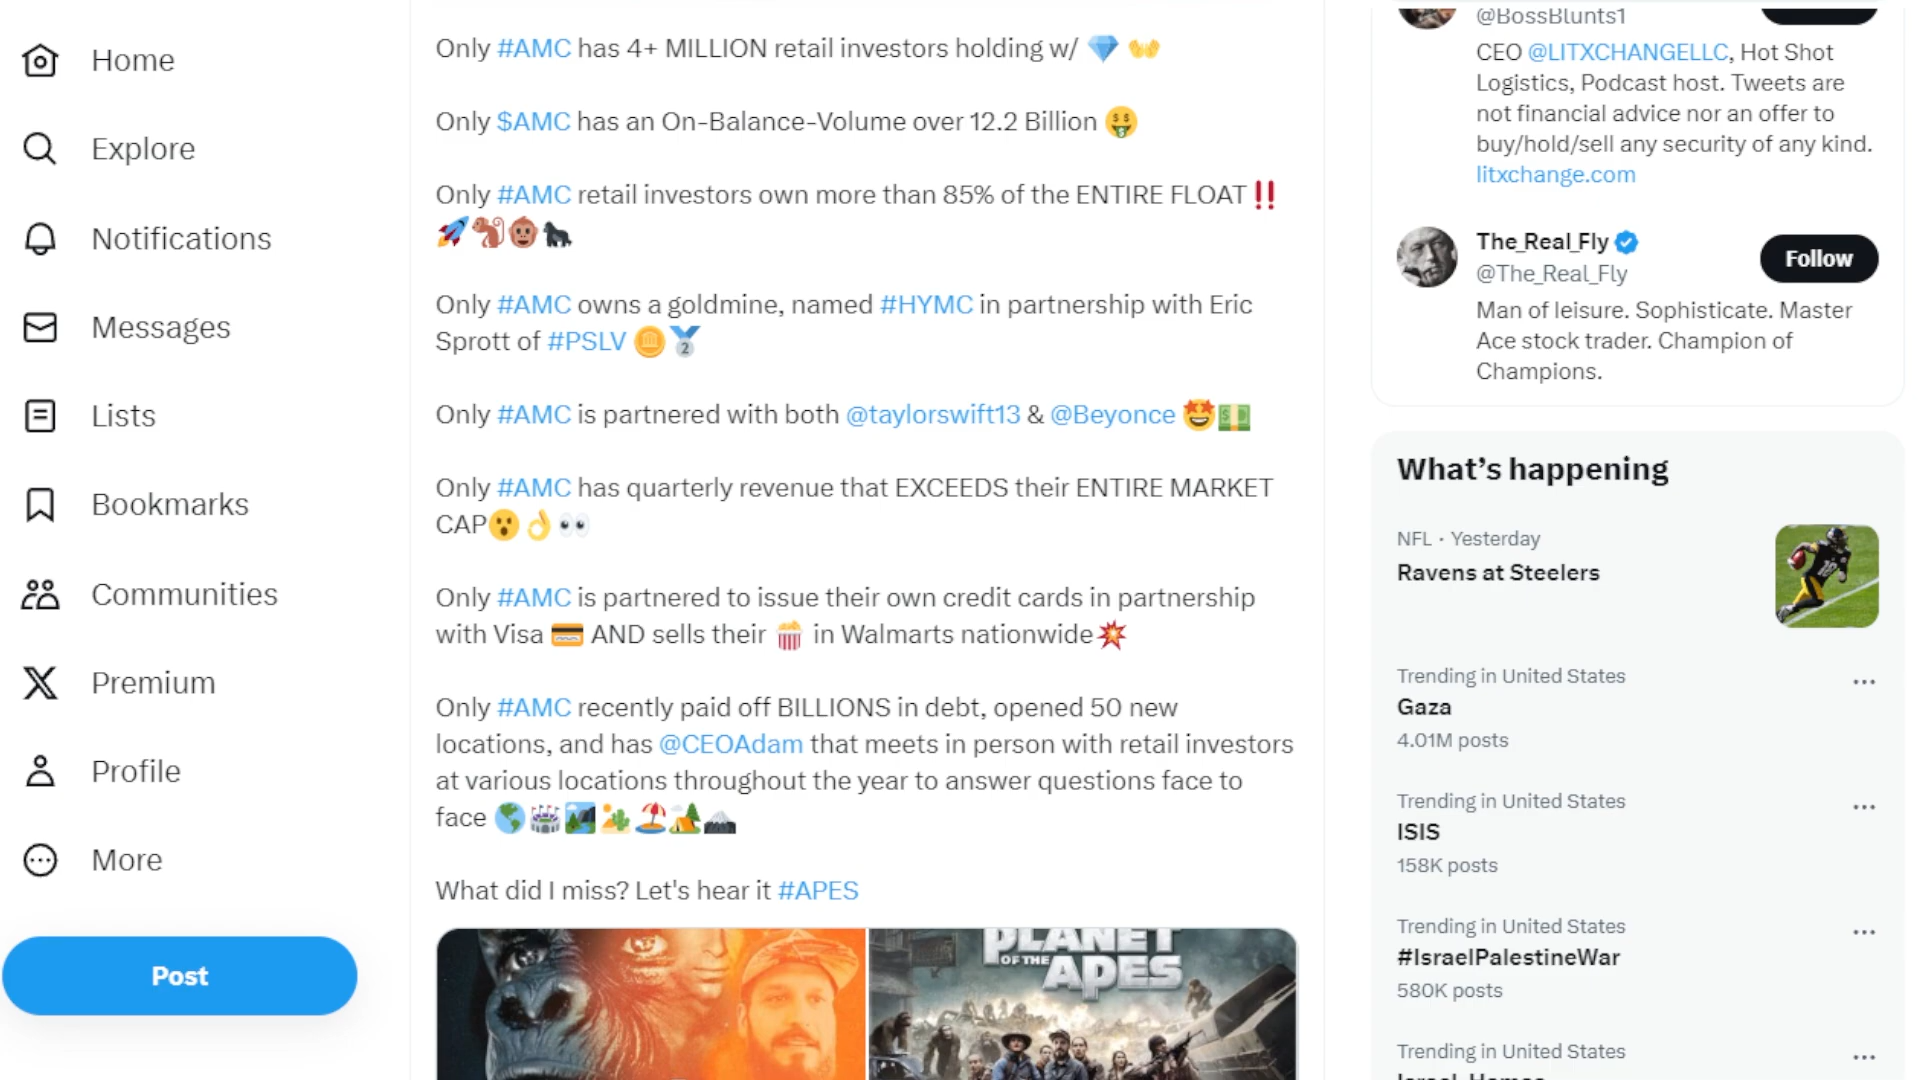 Home
Explore
Notifications
Messages
Lists
Bookmarks
Communities
Premium
Profile
More
Post
Only #AMC has 4+ MILLION retail investors holding w/ 💎 👐
Only $AMC has an On-Balance-Volume over 12.2 Billion 🤑
Only #AMC retail investors own more than 85% of the ENTIRE FLOAT‼️
🚀🐒🐵🦍
Only #AMC owns a goldmine, named #HYMC in partnership with Eric
Sprott of #PSLV 🪙🥈
Only #AMC is partnered with both @taylorswift13 & @Beyonce 🤩💵
Only #AMC has quarterly revenue that EXCEEDS their ENTIRE MARKET
CAP😮👌👀
Only #AMC is partnered to issue their own credit cards in partnership
with Visa 💳 AND sells their 🍿 in Walmarts nationwide💥
Only #AMC recently paid off BILLIONS in debt, opened 50 new
locations, and has @CEOAdam that meets in person with retail investors
at various locations throughout the year to answer questions face to
face 🌎🏟️🏞️🏜️🏖️🏕️🏔️
What did I miss? Let's hear it #APES
PLANET
OF THE
APES
@BossBlunts1
CEO @LITXCHANGELLC, Hot Shot
Logistics, Podcast host. Tweets are
not financial advice nor an offer to
buy/hold/sell any security of any kind.
litxchange.com
The_Real_Fly
@The_Real_Fly
Follow
Man of leisure. Sophisticate. Master
Ace stock trader. Champion of
Champions.
What's happening
NFL · Yesterday
Ravens at Steelers
Trending in United States
Gaza
4.01M posts
Trending in United States
ISIS
158K posts
Trending in United States
#IsraelPalestineWar
580K posts
Trending in United States